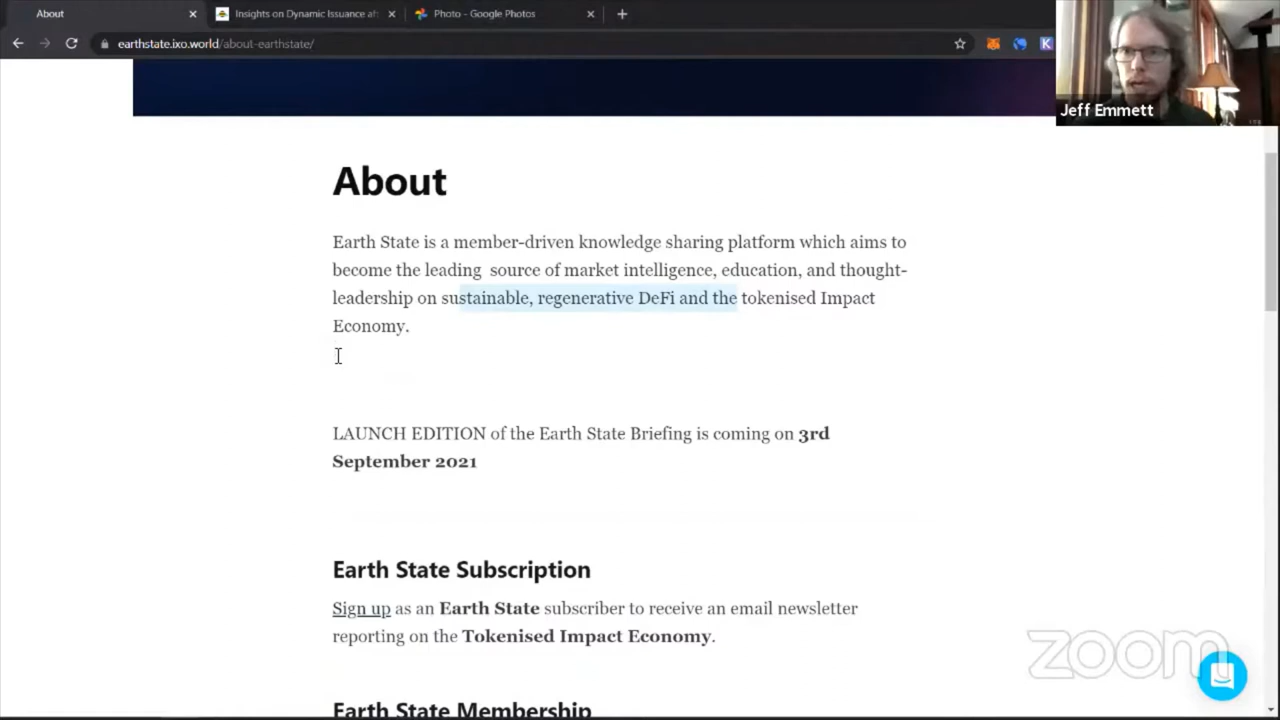 About
Insights on Dynamic Issuance af
Photo - Google Photos
earthstate.ixo.world/about-earthstate/
K
Jeff Emmett
About
Earth State is a member-driven knowledge sharing platform which aims to
become the leading source of market intelligence, education, and thought-
leadership on sustainable, regenerative DeFi and the tokenised Impact
Economy.
LAUNCH EDITION of the Earth State Briefing is coming on 3rd
September 2021
Earth State Subscription
Sign up as an Earth State subscriber to receive an email newsletter
reporting on the Tokenised Impact Economy.
zoom
Earth State Membership